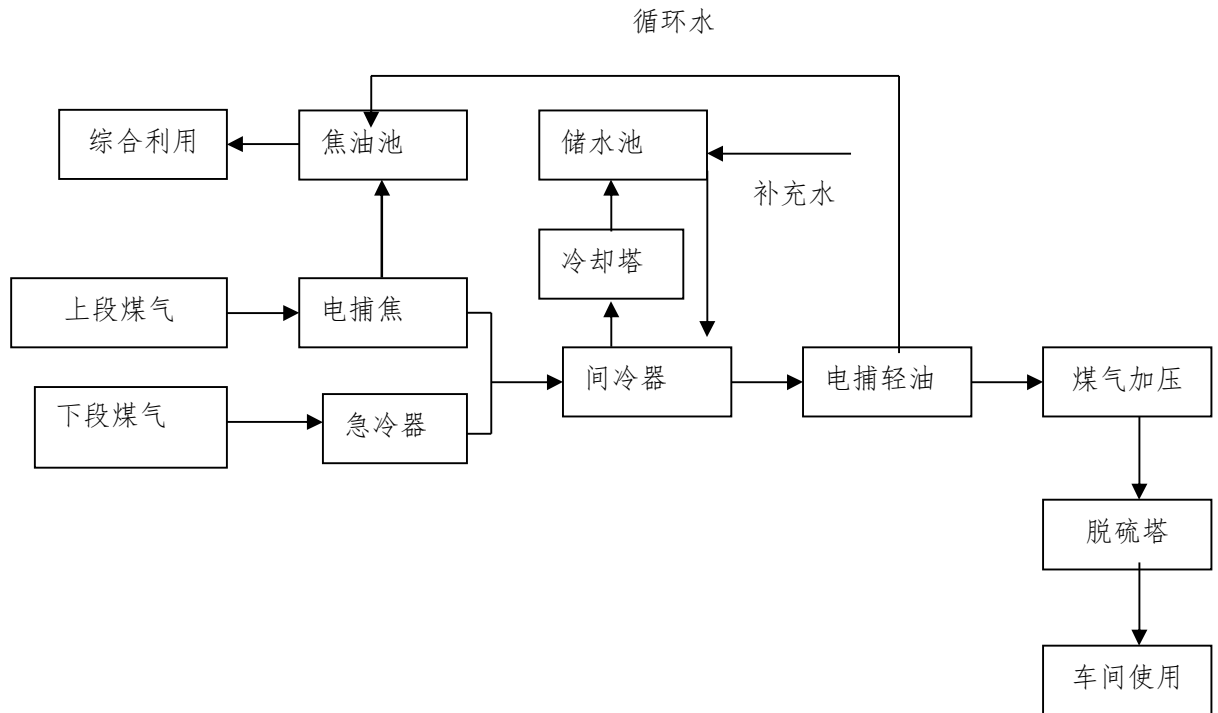 循环水
综合利用
焦油池
储水池
补充水
冷却塔
上段煤气
电捕焦
间冷器
电捕轻油
煤气加压
下段煤气
急冷器
脱硫塔
车间使用